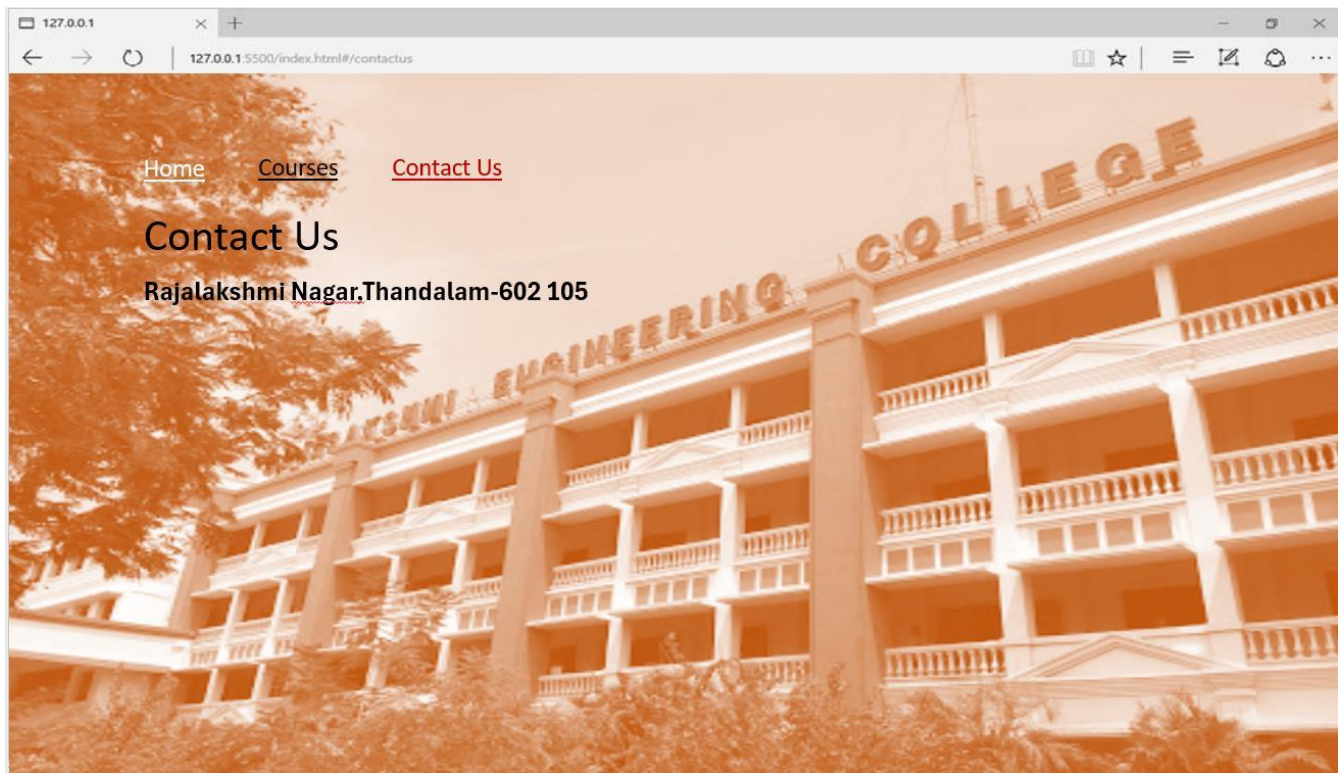 127.0.0.1
127.0.0.1:5500/index.html#/contactus
Home Courses Contact Us
Contact Us
Rajalakshmi Nagar,Thandalam-602 105
ENGINEERING COLLEGE